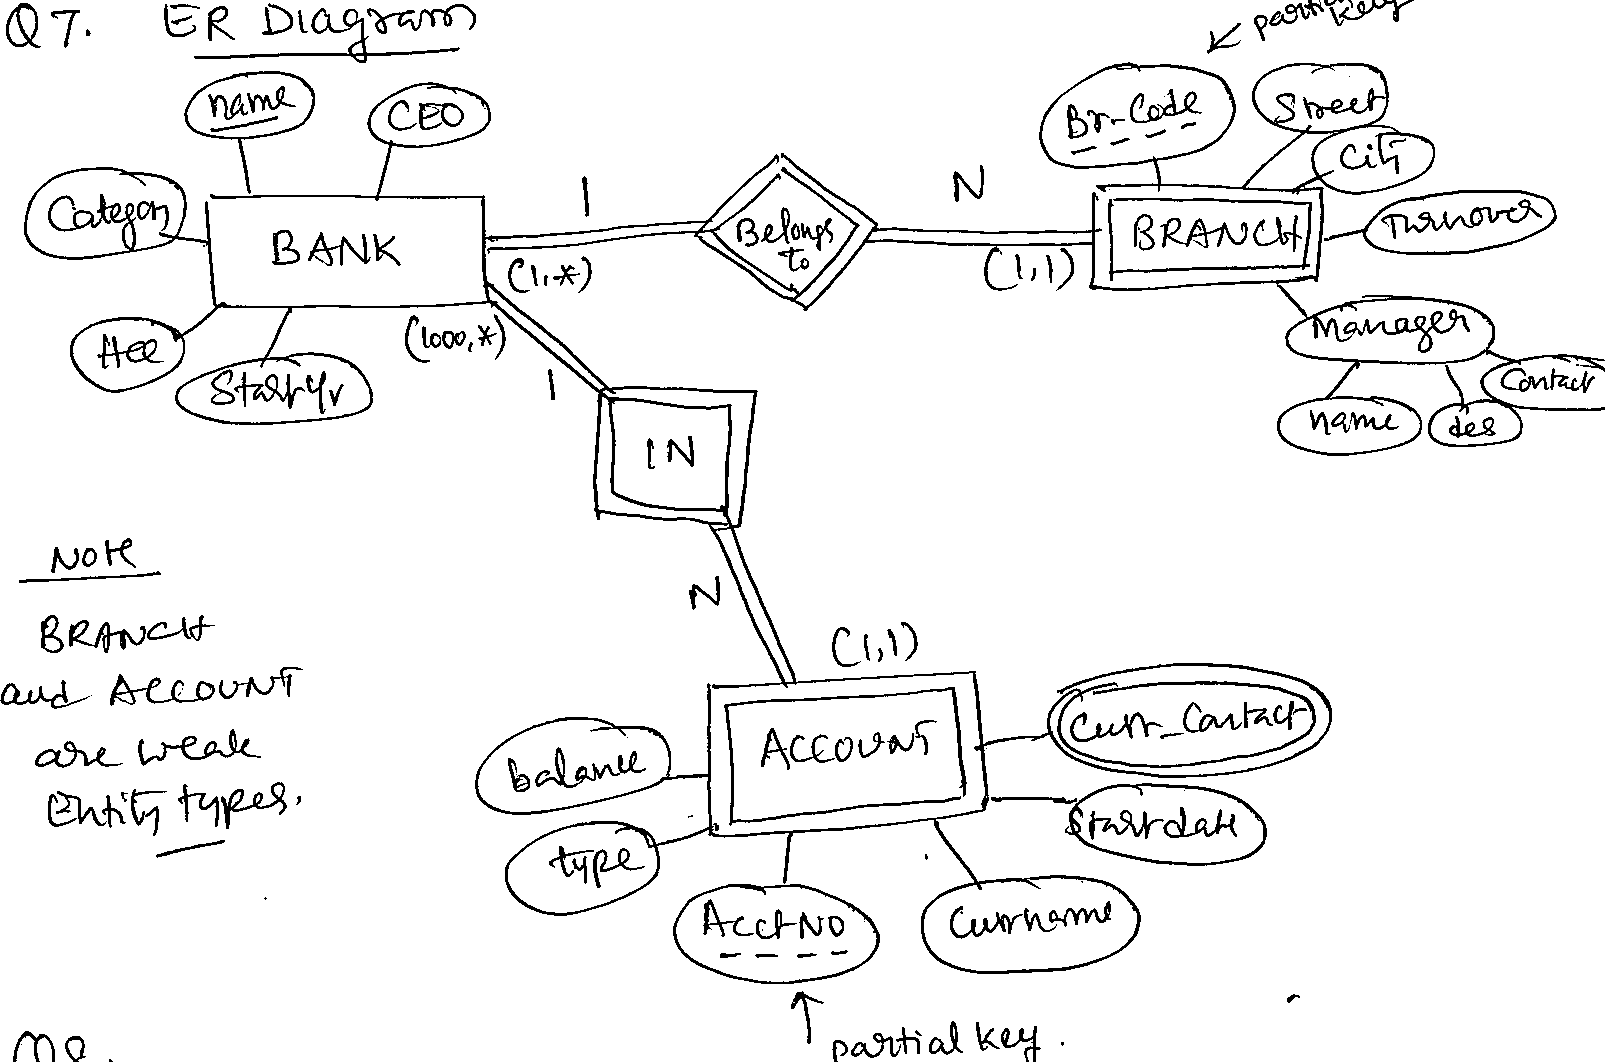 Q7. ER Diagram
partial key
name
CEO
Br-Code
Street
City
Category
1
N
BANK
Belongs to
BRANCH
Turnover
(1,*)
(1,1)
Manager
(1000,*)
Contact
StartYr
1
name
des
IN
Note
N
BRANCH
(1,1)
and ACCOUNT
are weak
Entity types.
Cust_Contact
ACCOUNT
balance
Startdate
type
AcctNO
Custname
partial key.